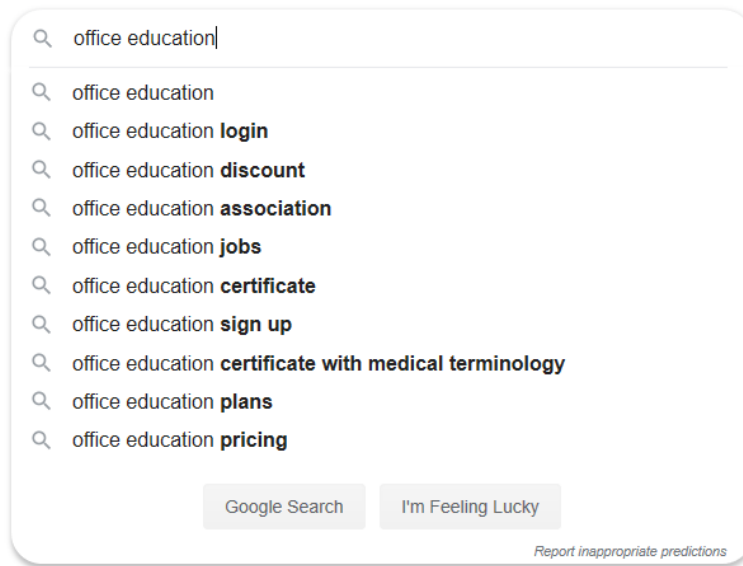 office education
office education
office education login
office education discount
office education association
office education jobs
office education certificate
office education sign up
office education certificate with medical terminology
office education plans
office education pricing
Google Search I'm Feeling Lucky
Report inappropriate predictions